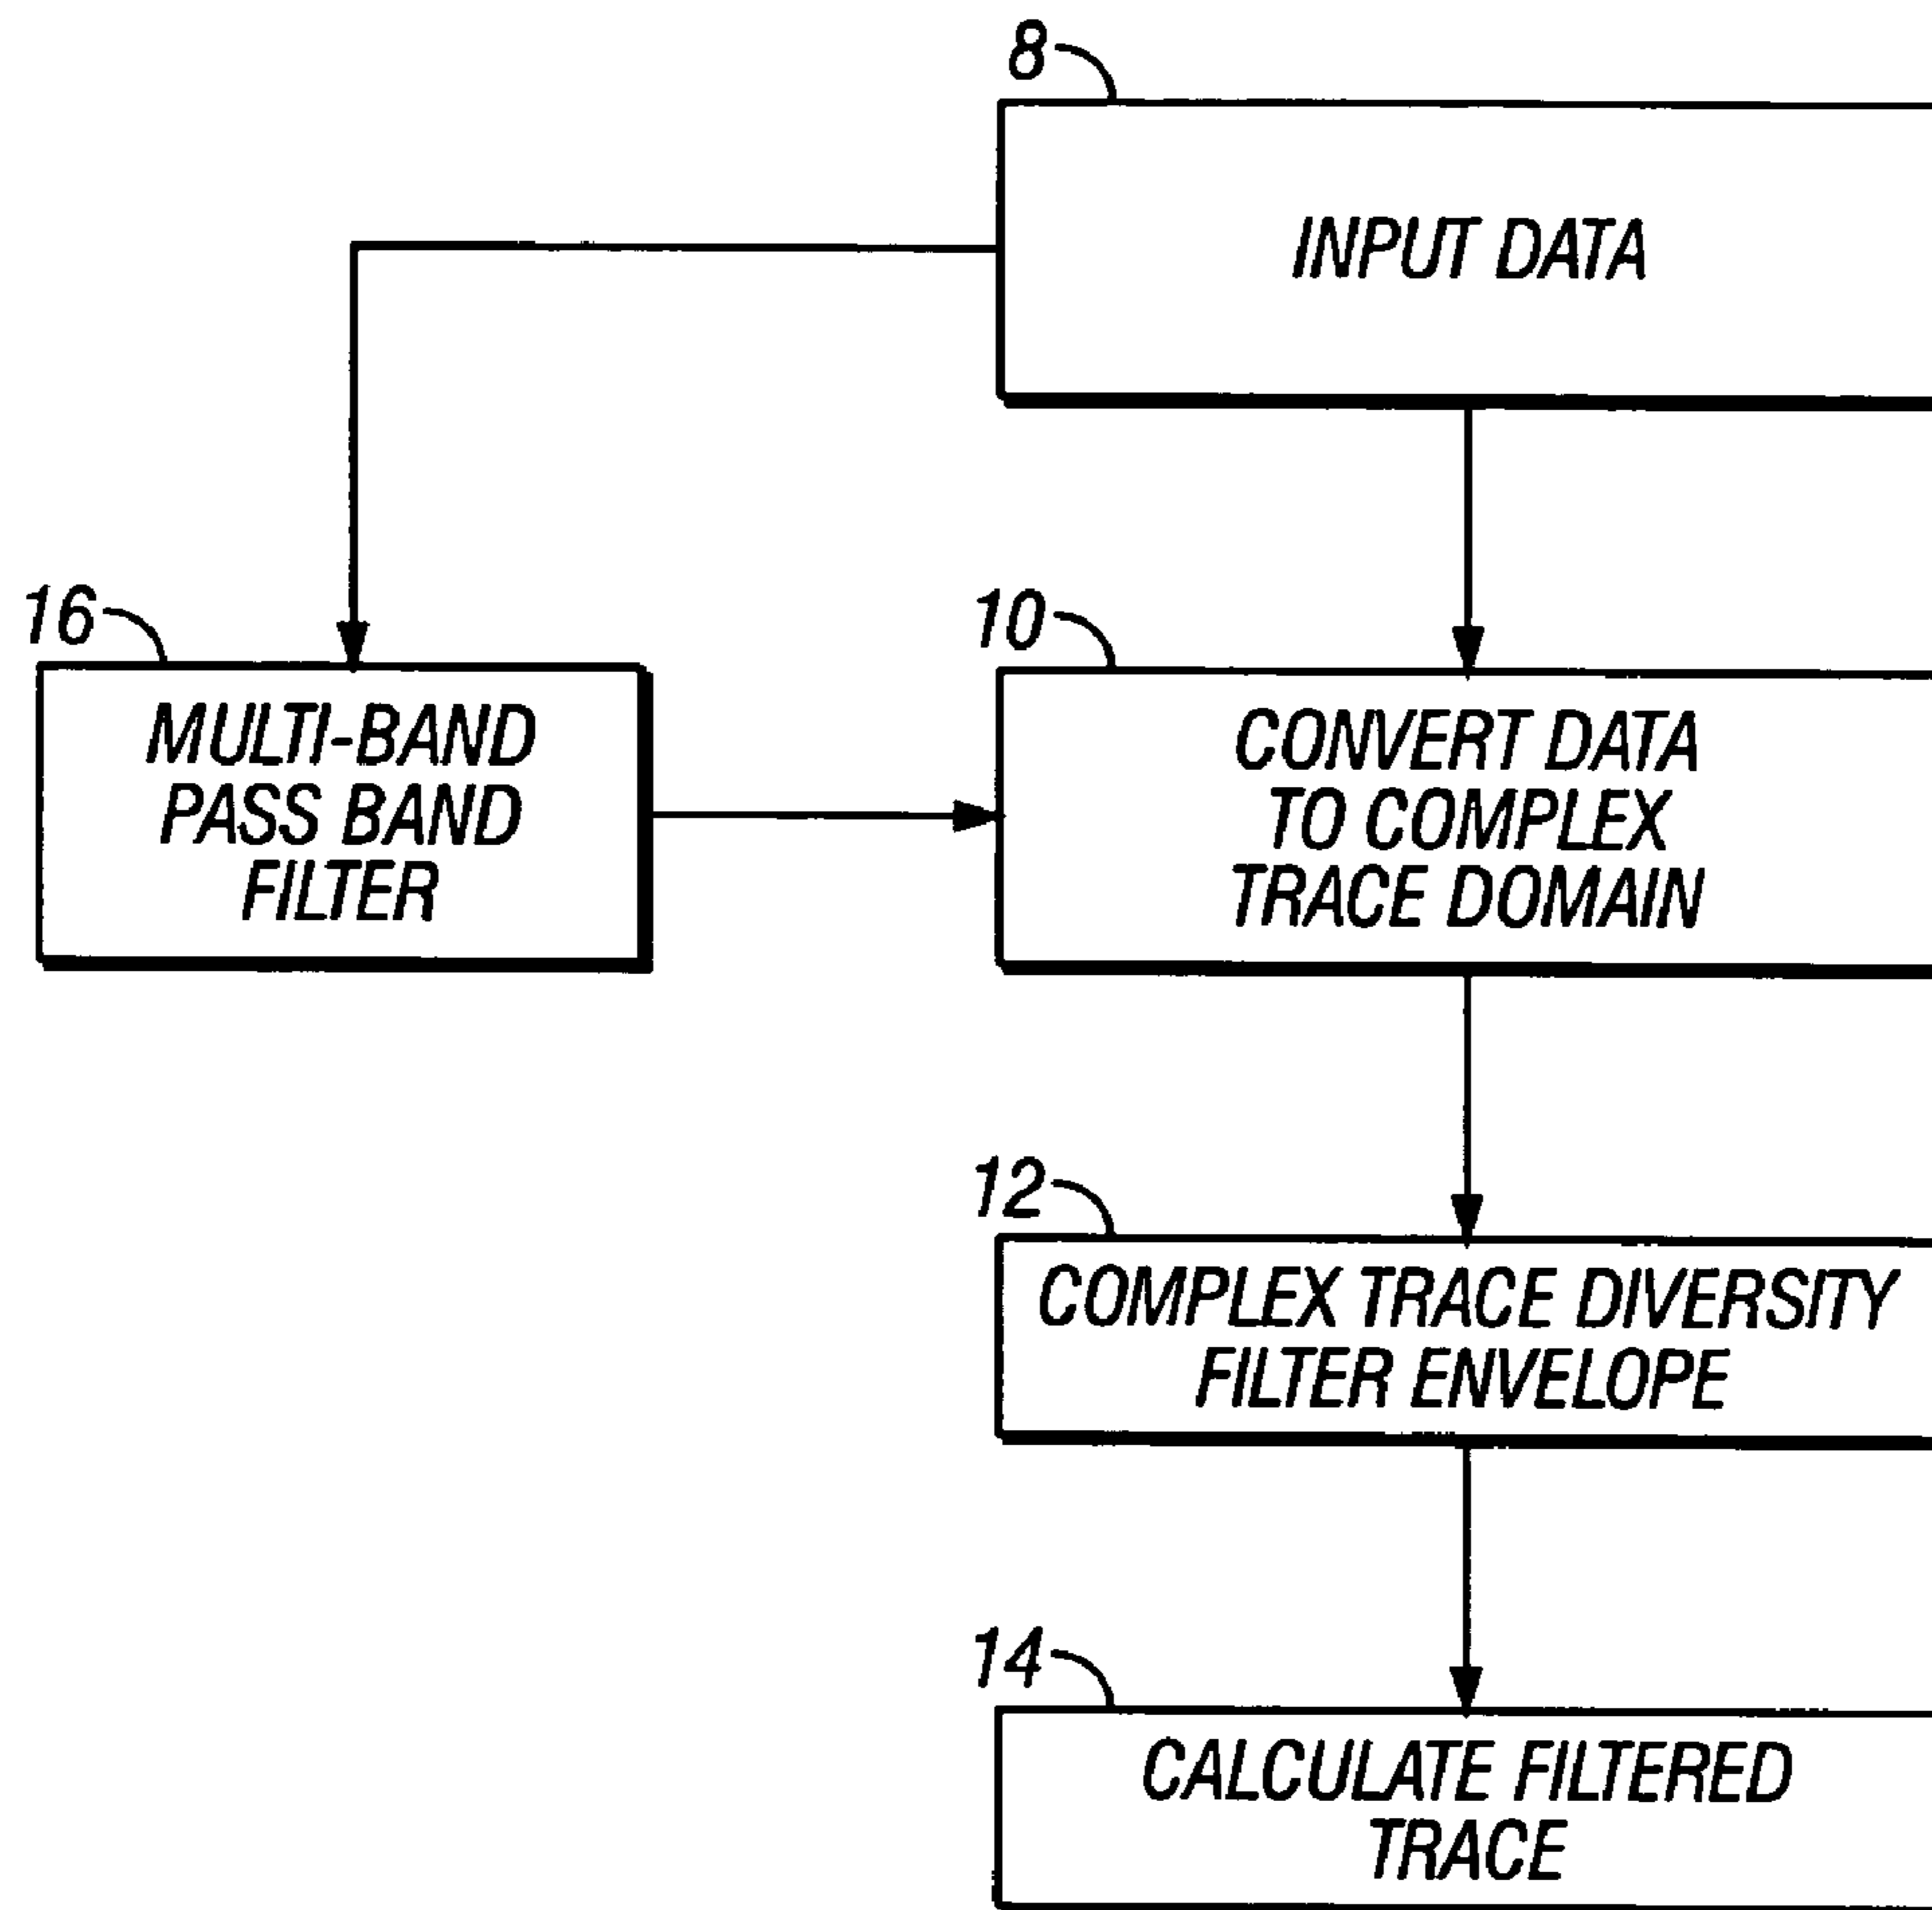 8
INPUT DATA
16
MULTI-BAND
PASS BAND
FILTER
10
CONVERT DATA
TO COMPLEX
TRACE DOMAIN
12
COMPLEX TRACE DIVERSITY
FILTER ENVELOPE
14
CALCULATE FILTERED
TRACE